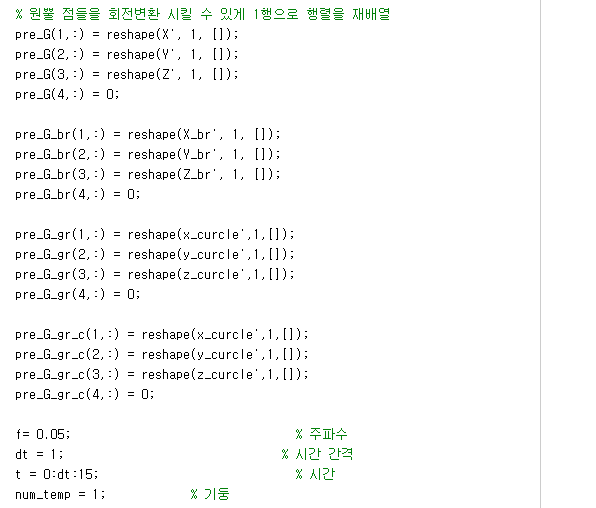 % 원뿔 점들을 회전변환 시킬 수 있게 1행으로 행렬을 재배열
pre_G(1,:) = reshape(X', 1, []);
pre_G(2,:) = reshape(Y', 1, []);
pre_G(3,:) = reshape(Z', 1, []);
pre_G(4,:) = 0;
pre_G_br(1,:) = reshape(X_br', 1, []);
pre_G_br(2,:) = reshape(Y_br', 1, []);
pre_G_br(3,:) = reshape(Z_br', 1, []);
pre_G_br(4,:) = 0;
pre_G_gr(1,:) = reshape(x_curcle',1,[]);
pre_G_gr(2,:) = reshape(y_curcle',1,[]);
pre_G_gr(3,:) = reshape(z_curcle',1,[]);
pre_G_gr(4,:) = 0;
pre_G_gr_c(1,:) = reshape(x_curcle',1,[]);
pre_G_gr_c(2,:) = reshape(y_curcle',1,[]);
pre_G_gr_c(3,:) = reshape(z_curcle',1,[]);
pre_G_gr_c(4,:) = 0;
f= 0.05; % 주파수
dt = 1; % 시간 간격
t = 0:dt:15; % 시간
num_temp = 1; % 기둥